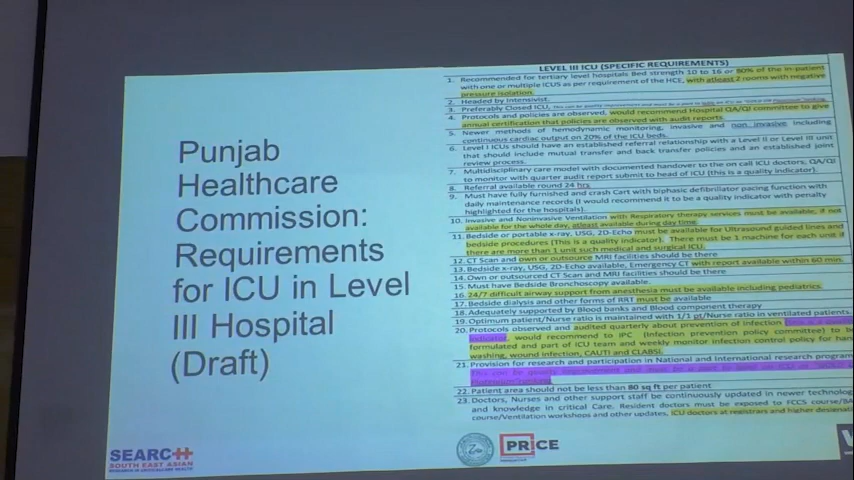 Punjab
Healthcare
Commission:
Requirements
for ICU in Level
III Hospital
(Draft)
LEVEL III ICU (SPECIFIC REQUIREMENTS)
1. Recommended for tertiary level hospitals Bed strength 10 to 16 or 80% of the in-patient
with one or multiple ICUS as per requirement of the HCE, with atleast 2 rooms with negative
pressure isolation.
2. Headed by Intensivist.
3. Preferably Closed ICU,
4. Protocols and policies are observed, would recommend Hospital QA/QI committee to give
annual certification that policies are observed with audit reports
5. Newer methods of hemodynamic monitoring, invasive and non invasive including
continuous cardiac output on 20% of the ICU beds.
6. Level I ICUs should have an established referral relationship with a Level II or Level III unit
that should include mutual transfer and back transfer policies and an established joint
review process.
7. Multidisciplinary care model with documented handover to the on call ICU doctors, QA/QI
to monitor with quarter audit report submit to head of ICU (this is a quality indicator).
8. Referral available round 24 hrs
9. Must have fully furnished and crash Cart with biphasic defibrillator pacing function with
daily maintenance records (I would recommend it to be a quality indicator with penalty
highlighted for the hospitals).
10. Invasive and Noninvasive Ventilation with Respiratory therapy services must be available, if not
available for the whole day, atleast available during day time.
11. Bedside or portable x-ray, USG, 2D-Echo must be available for Ultrasound guided lines and
bedside procedures (This is a quality indicator). There must be 1 machine for each unit if
there are more than 1 unit such medical and surgical ICU.
12. CT Scan and own or outsource MRI facilities should be there
13. Bedside x-ray, USG, 2D-Echo available, Emergency CT with report available within 60 mins.
14. Own or outsourced CT Scan and MRI facilities should be there
15. Must have Bedside Bronchoscopy available.
16. 24/7 difficult airway support from anesthesia must be available including pediatrics.
17. Bedside dialysis and other forms of RRT must be available
18. Adequately supported by Blood banks and Blood component therapy
19. Optimum patient/Nurse ratio is maintained with 1/1 pt/Nurse ratio in ventilated patients.
20. Protocols observed and audited quarterly about prevention of infection
indicator, would recommend to IPC (Infection prevention policy committee) to be
formulated and part of ICU team and weekly monitor infection control policy for han
washing, wound infection, CAUTI and CLABSI.
21. Provision for research and participation in National and International research program
22. Patient area should not be less than 80 sq ft per patient
23. Doctors, Nurses and other support staff be continuously updated in newer technolog
and knowledge in critical Care. Resident doctors must be exposed to FCCS course/BA
course/Ventilation workshops and other updates, ICU doctors at registrars and higher designati
SEARCH
SOUTH EAST ASIAN
PRICE